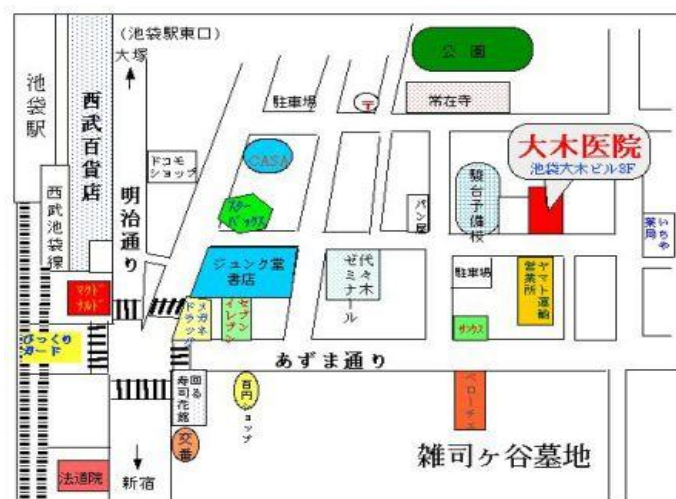 （池袋駅東口）
大塚
池袋駅
西武百貨店
西武池袋線
明治通り
公園
駐車場
〒
常在寺
ドコモ
ショップ
CASA
大木医院
池袋大木ビル8F
駿台予備校
スター
バックス
パン屋
いちや
薬局
ジュンク堂
書店
代々木
ゼミナール
駐車場
ヤマト運輸
営業所
マクド
ナルド
メガネ
ドラッグ
セブン
イレブン
サンクス
びっくり
ガード
あずま通り
回る
寿司花館
百円ショップ
ベローチェ
交番
雑司ヶ谷墓地
法道院
新宿